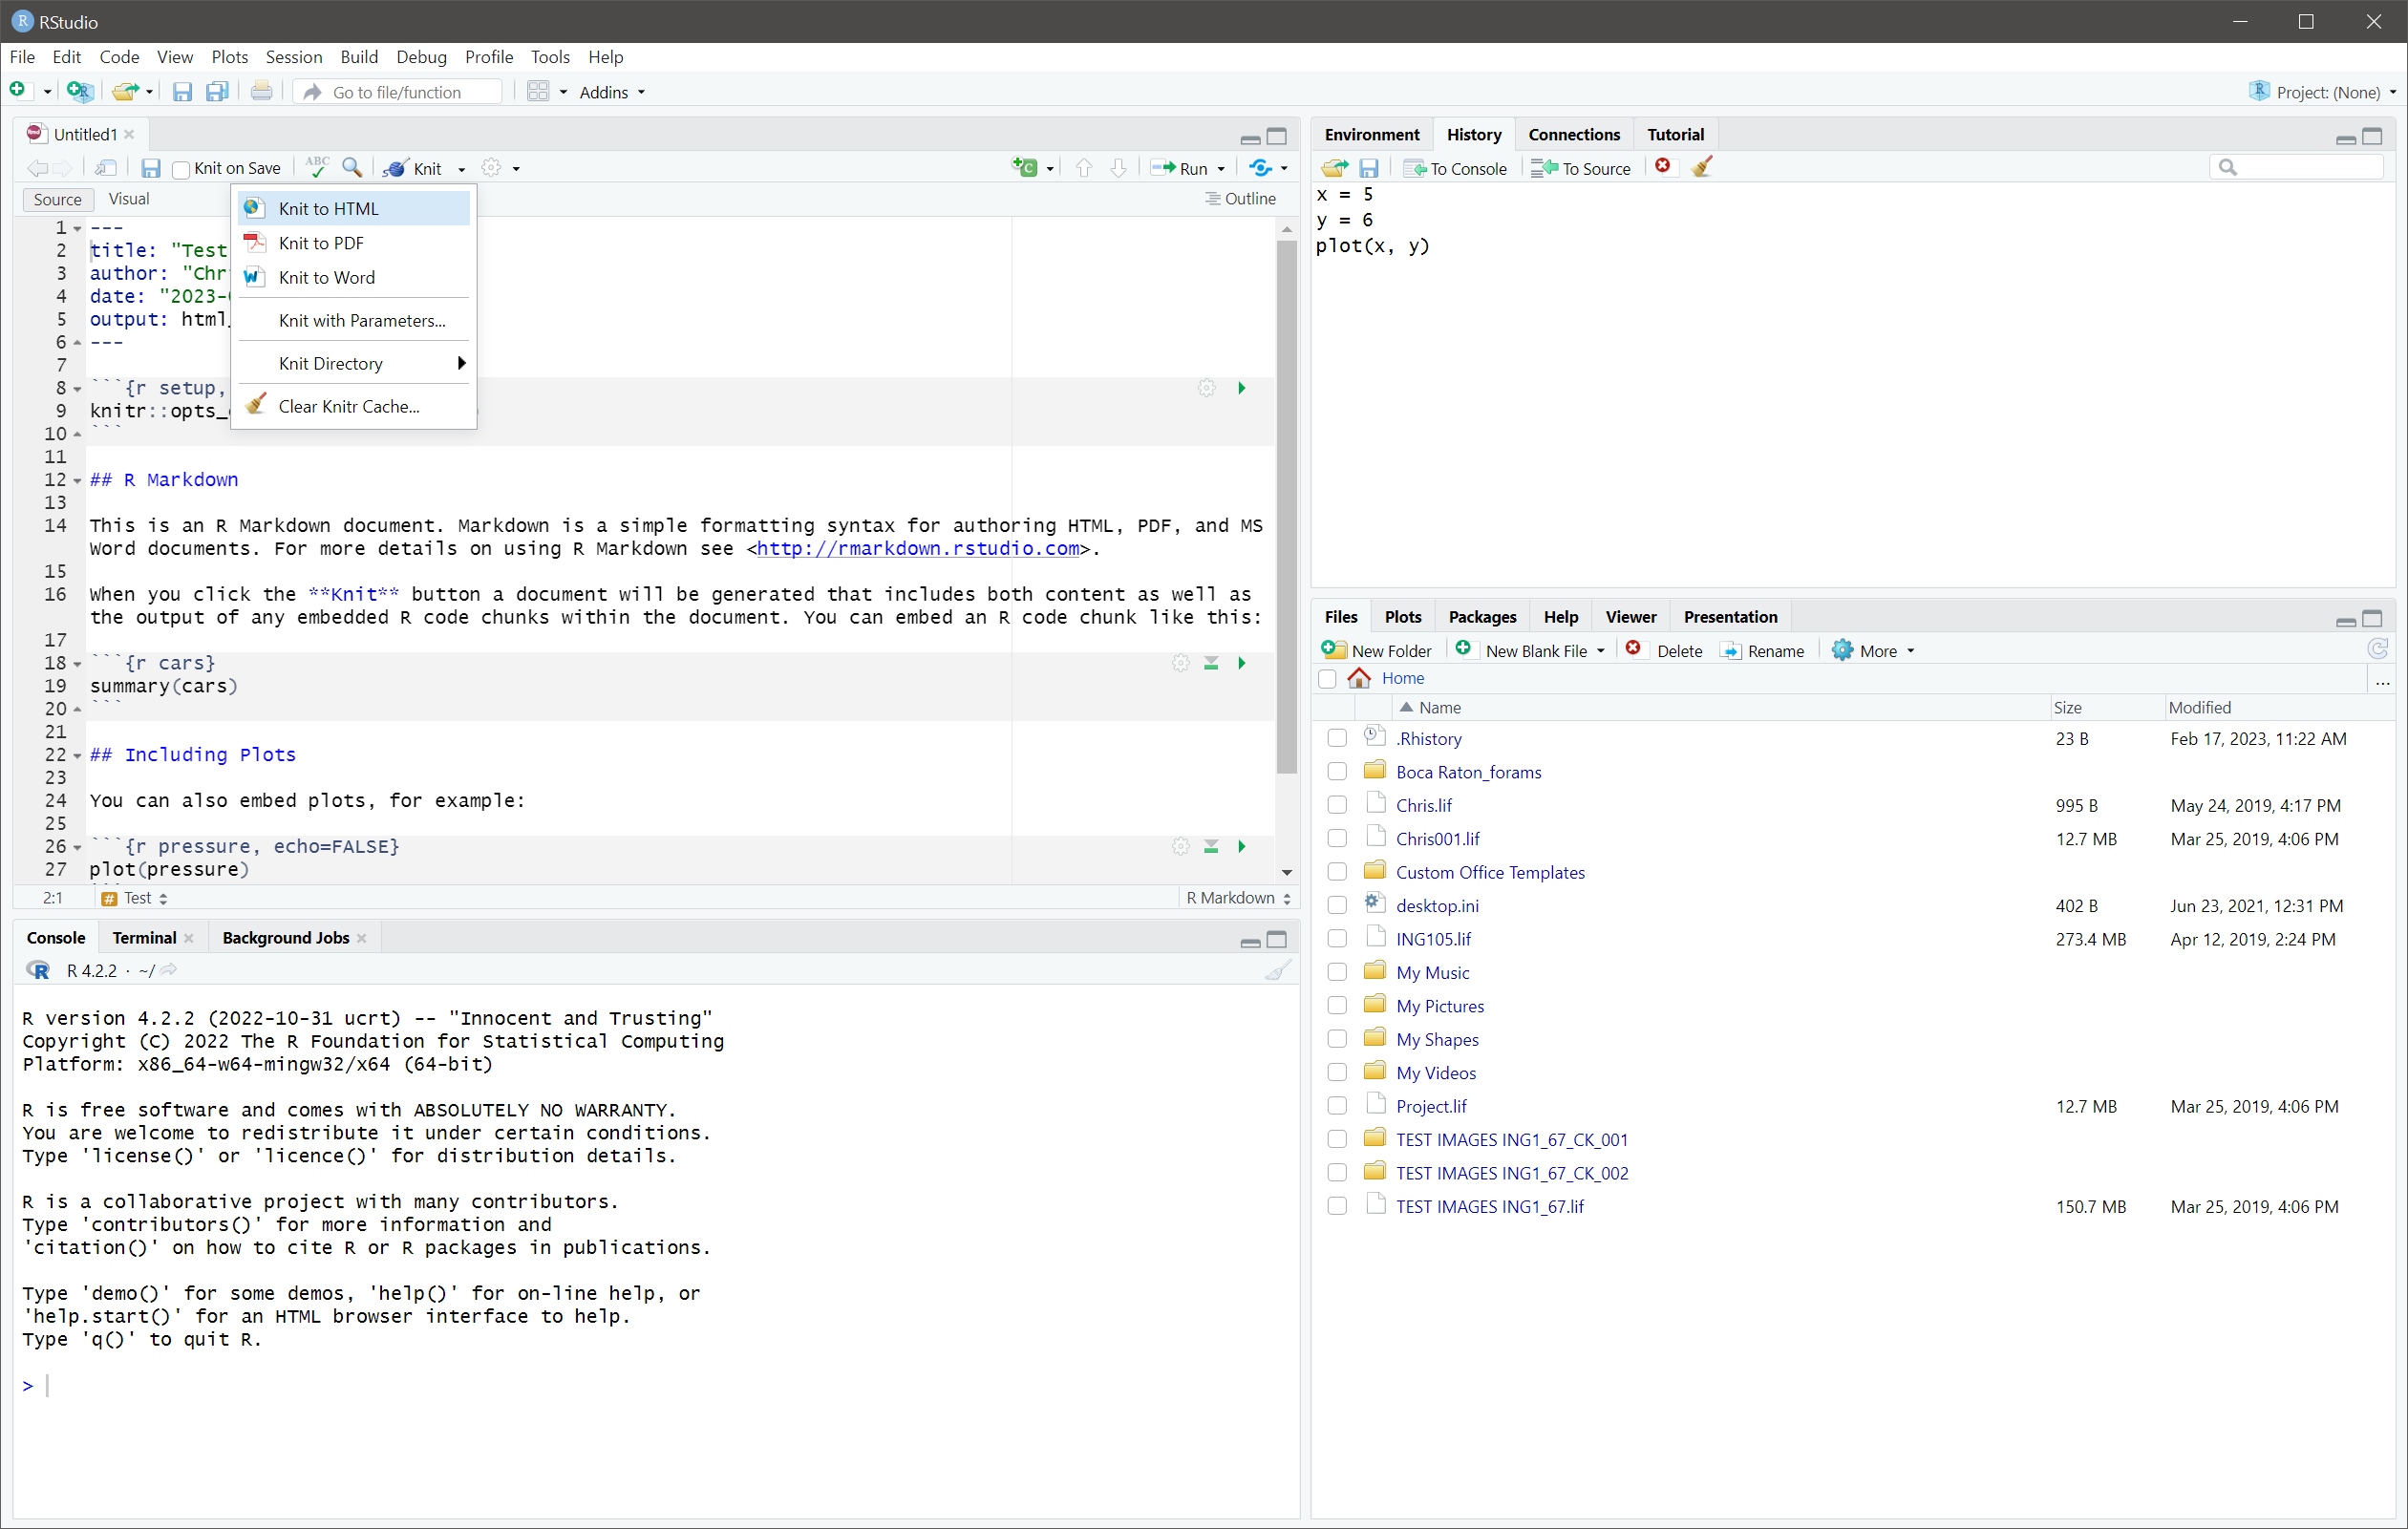 RStudio
File Edit Code View Plots Session Build Debug Profile Tools Help
Go to file/function Addins Project: (None)
Untitled1
Knit on Save ABC Knit Run
Source Visual Outline
Knit to HTML
Knit to PDF
Knit to Word
Knit with Parameters...
Knit Directory
Clear Knitr Cache...
1 ---
2 title: "Test
3 author: "Chr
4 date: "2023-
5 output: html_
6 ---
7
8 ```{r setup,
9 knitr::opts_
10 ```
11
12 ## R Markdown
13
14 This is an R Markdown document. Markdown is a simple formatting syntax for authoring HTML, PDF, and MS
Word documents. For more details on using R Markdown see <http://rmarkdown.rstudio.com>.
15
16 When you click the **Knit** button a document will be generated that includes both content as well as
the output of any embedded R code chunks within the document. You can embed an R code chunk like this:
17
18 ```{r cars}
19 summary(cars)
20 ```
21
22 ## Including Plots
23
24 You can also embed plots, for example:
25
26 ```{r pressure, echo=FALSE}
27 plot(pressure)
2:1 # Test R Markdown
Console Terminal Background Jobs
R 4.2.2 · ~/
R version 4.2.2 (2022-10-31 ucrt) -- "Innocent and Trusting"
Copyright (C) 2022 The R Foundation for Statistical Computing
Platform: x86_64-w64-mingw32/x64 (64-bit)
R is free software and comes with ABSOLUTELY NO WARRANTY.
You are welcome to redistribute it under certain conditions.
Type 'license()' or 'licence()' for distribution details.
R is a collaborative project with many contributors.
Type 'contributors()' for more information and
'citation()' on how to cite R or R packages in publications.
Type 'demo()' for some demos, 'help()' for on-line help, or
'help.start()' for an HTML browser interface to help.
Type 'q()' to quit R.
>
Environment History Connections Tutorial
To Console To Source
x = 5
y = 6
plot(x, y)
Files Plots Packages Help Viewer Presentation
New Folder New Blank File Delete Rename More
Home ...
Name Size Modified
.Rhistory 23 B Feb 17, 2023, 11:22 AM
Boca Raton_forams
Chris.lif 995 B May 24, 2019, 4:17 PM
Chris001.lif 12.7 MB Mar 25, 2019, 4:06 PM
Custom Office Templates
desktop.ini 402 B Jun 23, 2021, 12:31 PM
ING105.lif 273.4 MB Apr 12, 2019, 2:24 PM
My Music
My Pictures
My Shapes
My Videos
Project.lif 12.7 MB Mar 25, 2019, 4:06 PM
TEST IMAGES ING1_67_CK_001
TEST IMAGES ING1_67_CK_002
TEST IMAGES ING1_67.lif 150.7 MB Mar 25, 2019, 4:06 PM